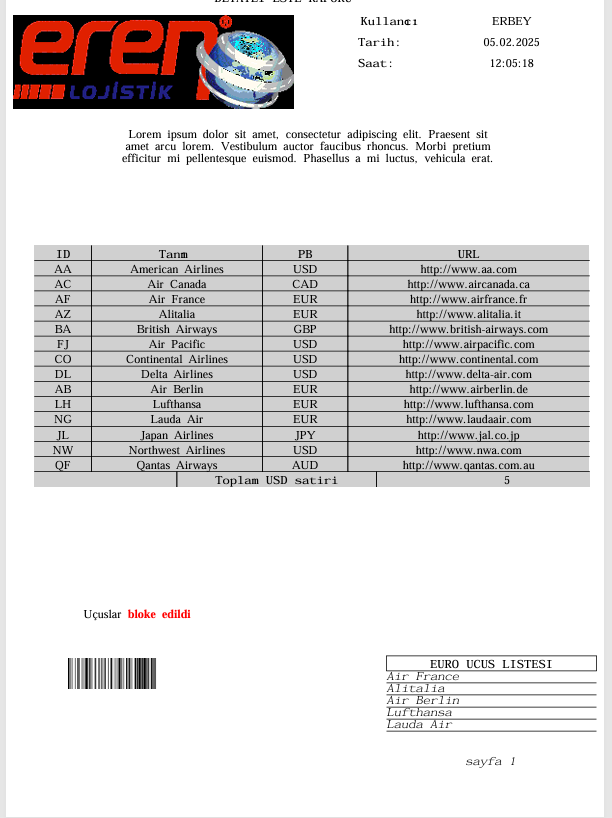 eren®
LOJİSTİK
Kullanıcı ERBEY
Tarih: 05.02.2025
Saat: 12:05:18
Lorem ipsum dolor sit amet, consectetur adipiscing elit. Praesent sit
amet arcu lorem. Vestibulum auctor faucibus rhoncus. Morbi pretium
efficitur mi pellentesque euismod. Phasellus a mi luctus, vehicula erat.
ID Tanım PB URL
AA American Airlines USD http://www.aa.com
AC Air Canada CAD http://www.aircanada.ca
AF Air France EUR http://www.airfrance.fr
AZ Alitalia EUR http://www.alitalia.it
BA British Airways GBP http://www.british-airways.com
FJ Air Pacific USD http://www.airpacific.com
CO Continental Airlines USD http://www.continental.com
DL Delta Airlines USD http://www.delta-air.com
AB Air Berlin EUR http://www.airberlin.de
LH Lufthansa EUR http://www.lufthansa.com
NG Lauda Air EUR http://www.laudaair.com
JL Japan Airlines JPY http://www.jal.co.jp
NW Northwest Airlines USD http://www.nwa.com
QF Qantas Airways AUD http://www.qantas.com.au
Toplam USD satiri 5
Uçuslar bloke edildi
EURO UCUS LISTESI
Air France
Alitalia
Air Berlin
Lufthansa
Lauda Air
sayfa 1